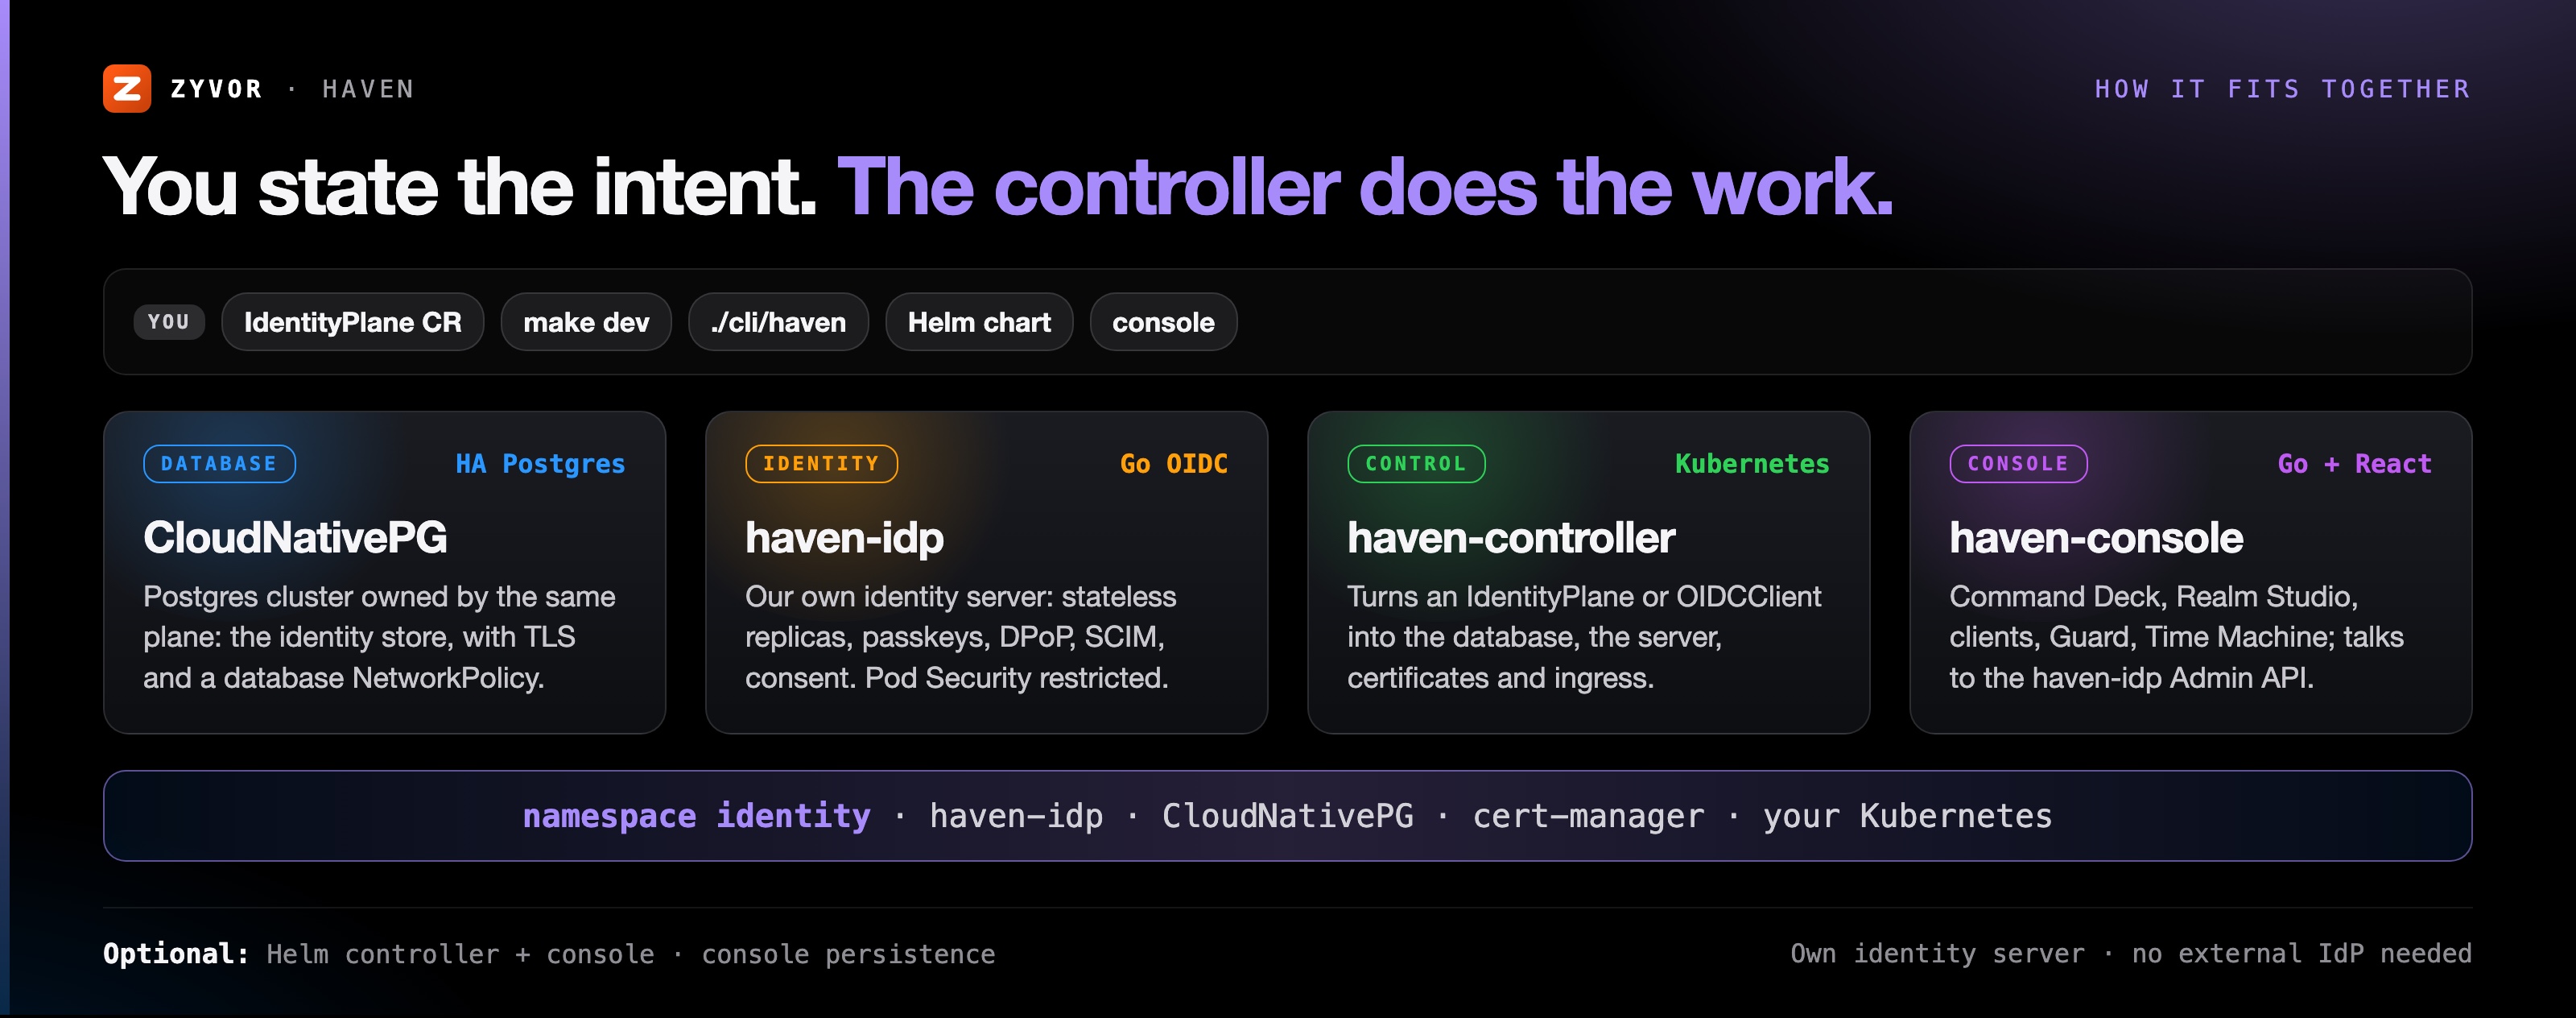 ZYVOR · HAVEN
HOW IT FITS TOGETHER
You state the intent. The controller does the work.
YOU IdentityPlane CR make dev ./cli/haven Helm chart console
DATABASE HA Postgres
CloudNativePG
Postgres cluster owned by the same
plane: the identity store, with TLS
and a database NetworkPolicy.
IDENTITY Go OIDC
haven-idp
Our own identity server: stateless
replicas, passkeys, DPoP, SCIM,
consent. Pod Security restricted.
CONTROL Kubernetes
haven-controller
Turns an IdentityPlane or OIDCClient
into the database, the server,
certificates and ingress.
CONSOLE Go + React
haven-console
Command Deck, Realm Studio,
clients, Guard, Time Machine; talks
to the haven-idp Admin API.
namespace identity · haven-idp · CloudNativePG · cert-manager · your Kubernetes
Optional: Helm controller + console · console persistence
Own identity server · no external IdP needed